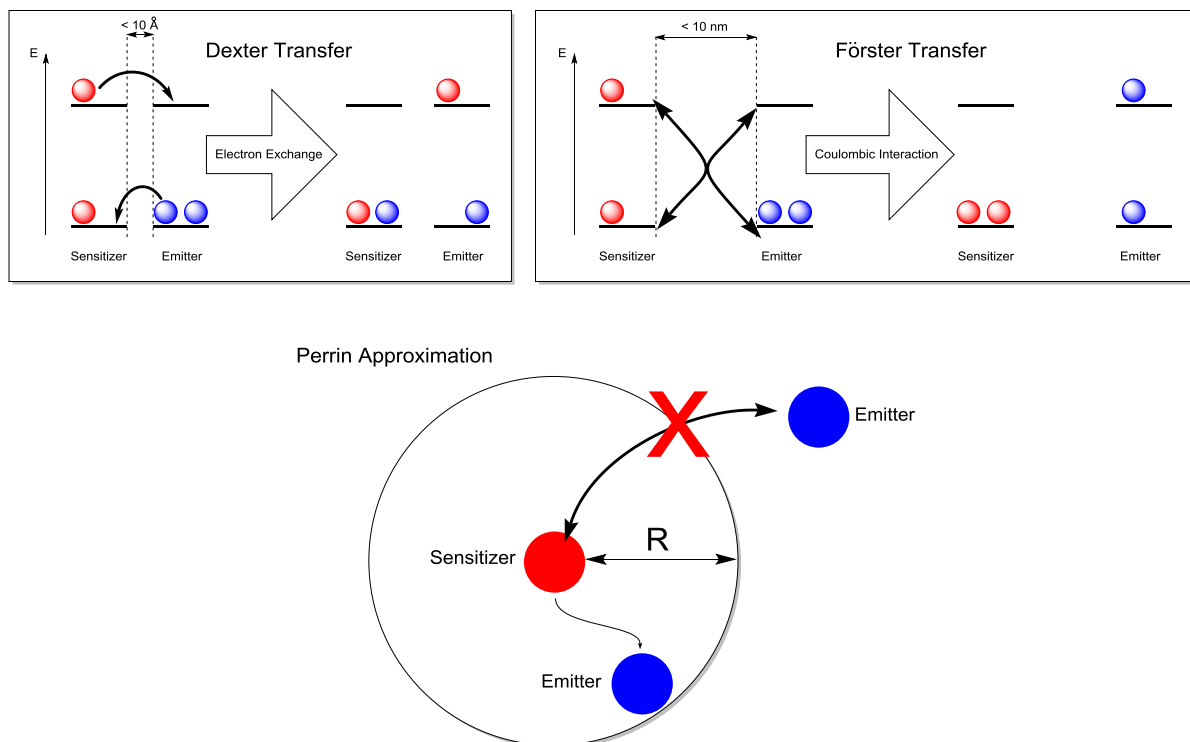 < 10 Å
E
Dexter Transfer
Electron Exchange
Sensitizer
Emitter
Sensitizer
Emitter
< 10 nm
E
Förster Transfer
Coulombic Interaction
Sensitizer
Emitter
Sensitizer
Emitter
Perrin Approximation
X
Emitter
Sensitizer
R
Emitter